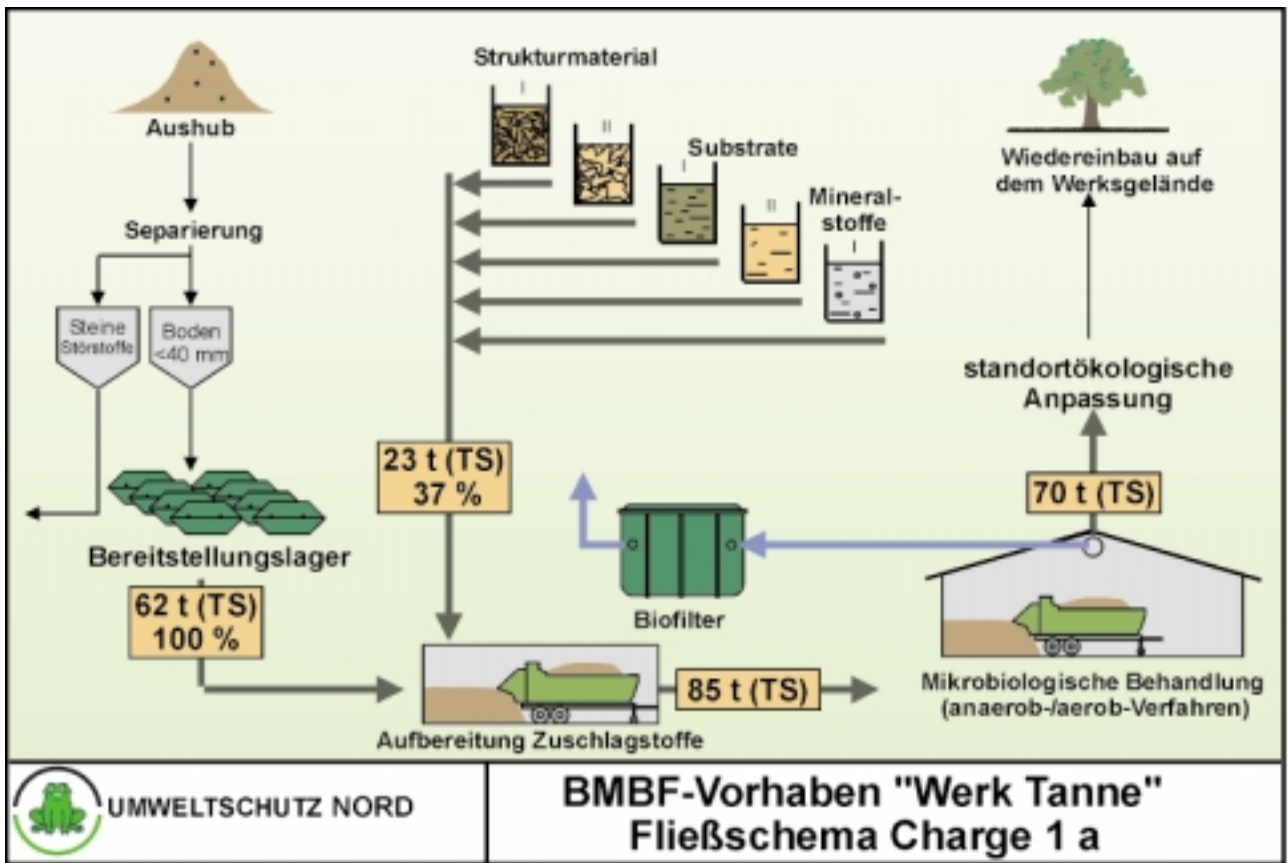 Aushub
Separierung
Steine
Störstoffe
Boden
<40 mm
Bereitstellungslager
62 t (TS)
100 %
Strukturmaterial
I
II
Substrate
I
II
Mineral-
stoffe
I
23 t (TS)
37 %
Aufbereitung Zuschlagstoffe
85 t (TS)
Biofilter
Wiedereinbau auf
dem Werksgelände
standortökologische
Anpassung
70 t (TS)
Mikrobiologische Behandlung
(anaerob-/aerob-Verfahren)
UMWELTSCHUTZ NORD
BMBF-Vorhaben "Werk Tanne"
Fließschema Charge 1 a